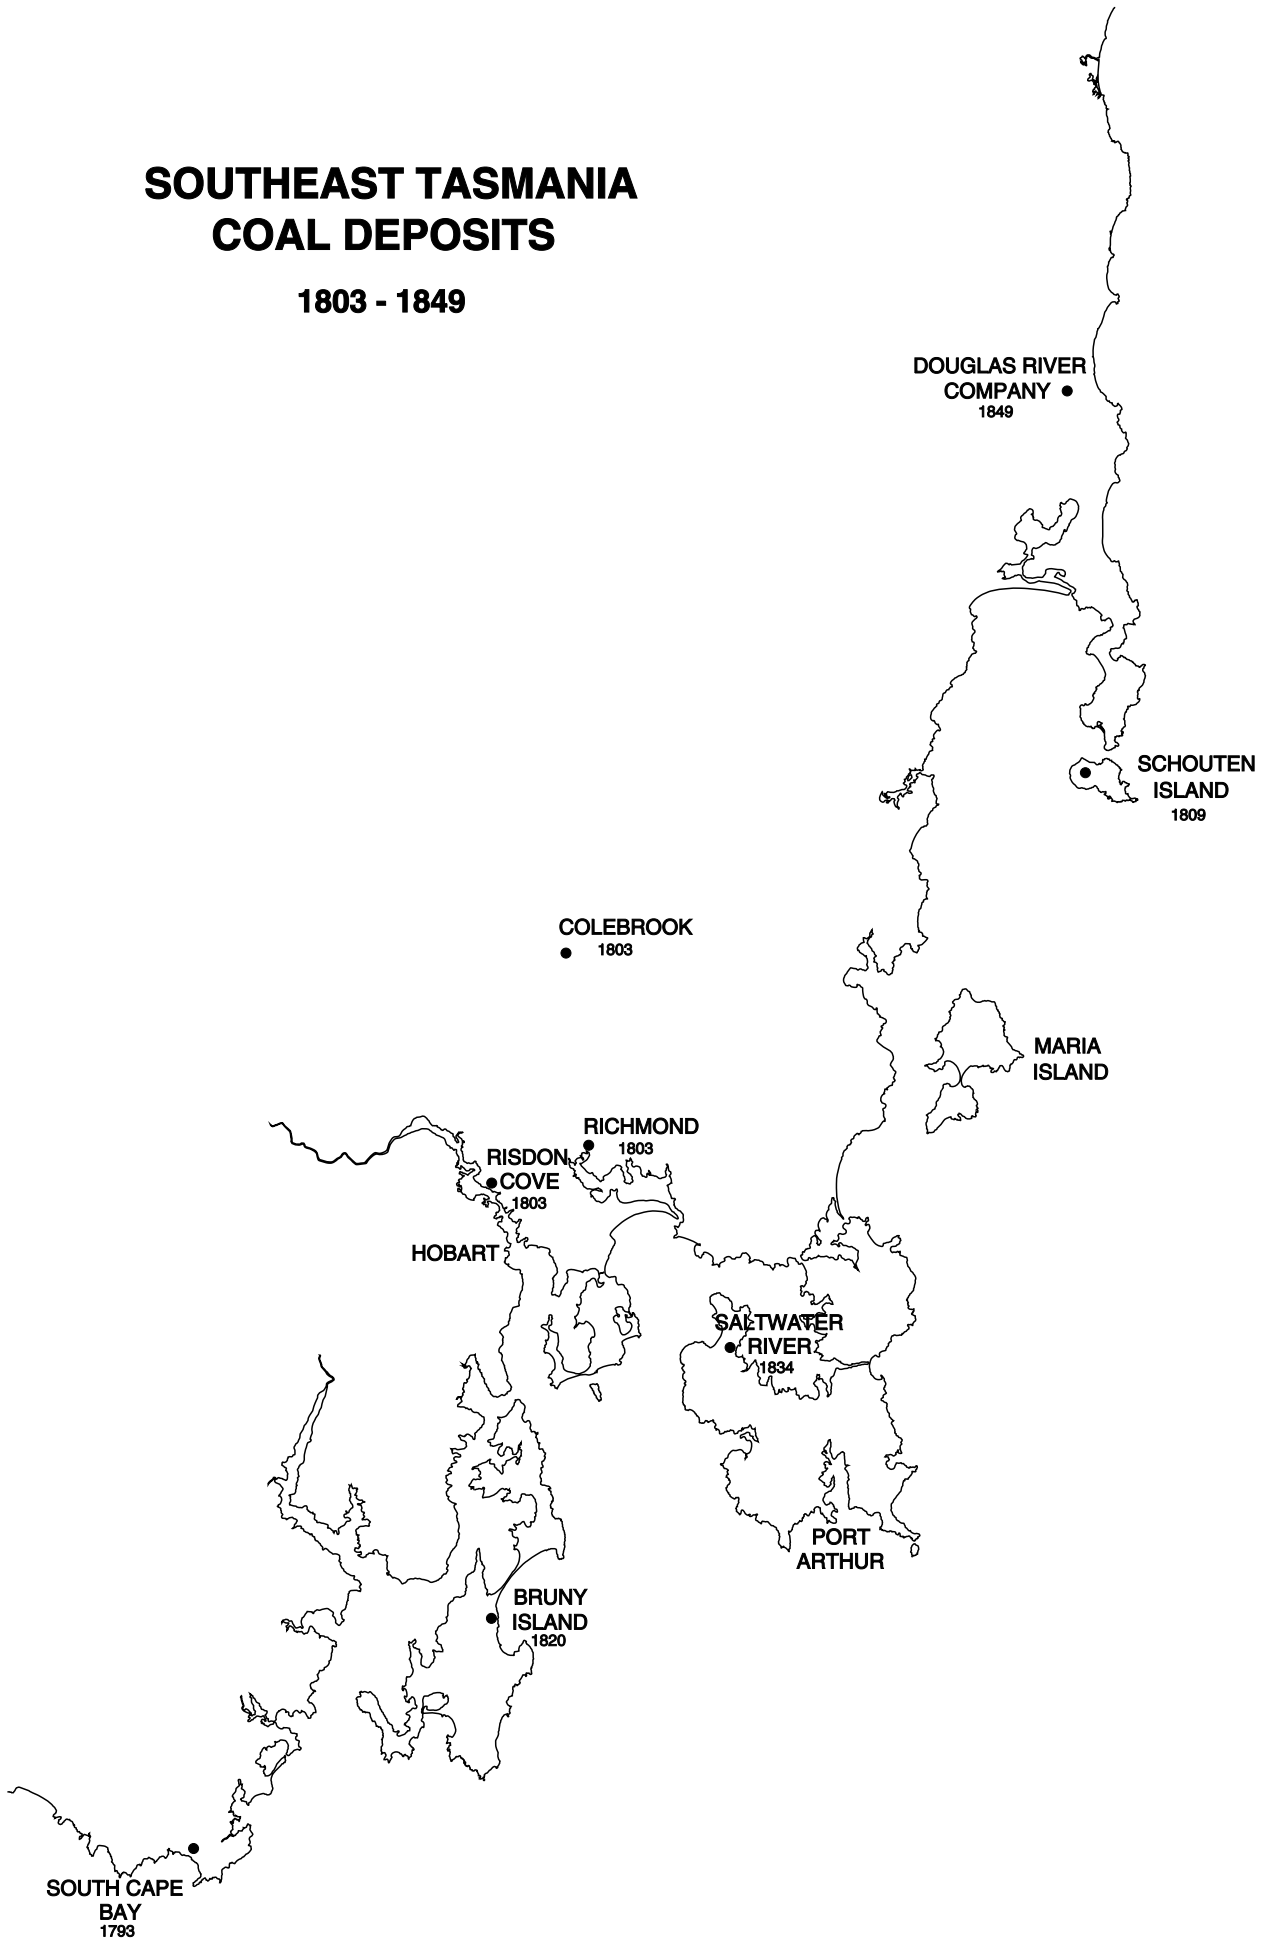 SOUTHEAST TASMANIA
COAL DEPOSITS
1803 - 1849
DOUGLAS RIVER
COMPANY
1849
SCHOUTEN
ISLAND
1809
COLEBROOK
1803
MARIA
ISLAND
RICHMOND
1803
RISDON
COVE
1803
HOBART
SALTWATER
RIVER
1834
PORT
ARTHUR
BRUNY
ISLAND
1820
SOUTH CAPE
BAY
1793